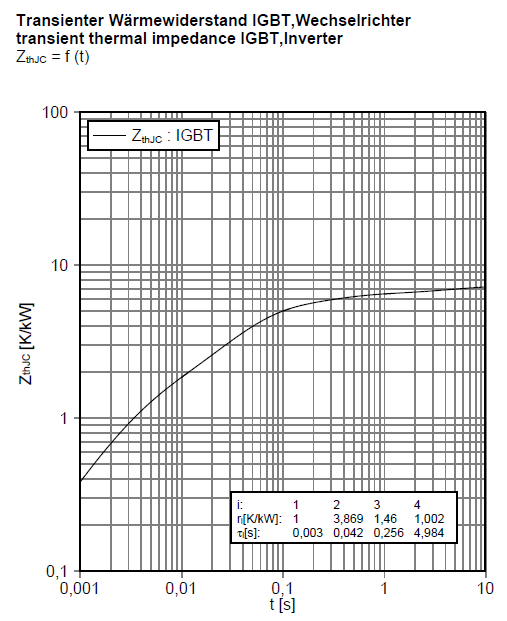 Transienter Wärmewiderstand IGBT,Wechselrichter
transient thermal impedance IGBT,Inverter
ZthJC = f (t)
100
ZthJC : IGBT
10
ZthJC [K/kW]
1
i: 1 2 3 4
ri[K/kW]: 1 3,869 1,46 1,002
τi[s]: 0,003 0,042 0,256 4,984
0,1
0,001 0,01 0,1 1 10
t [s]